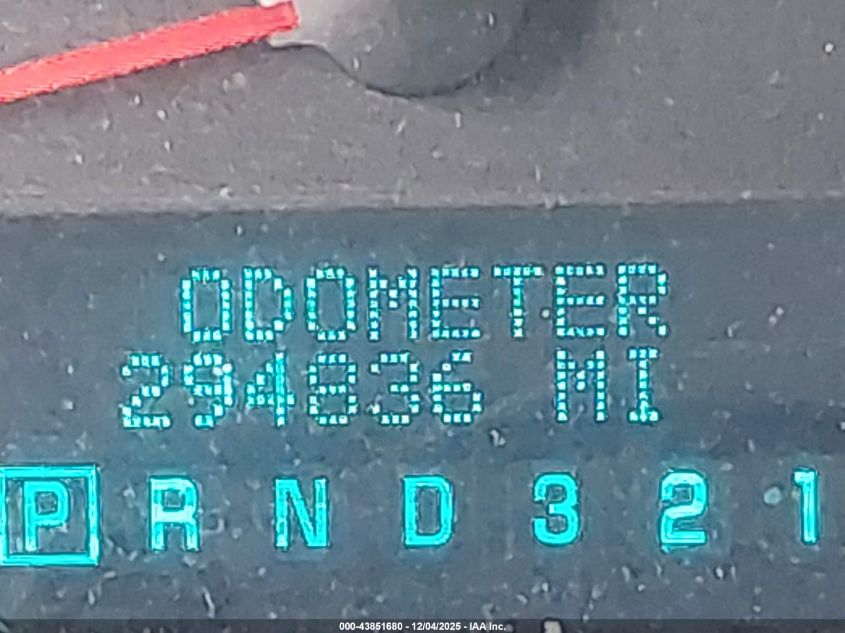 ODOMETER
294836 MI
P R N D 3 2 1
000-43851680 - 12/04/2025 - IAA Inc.